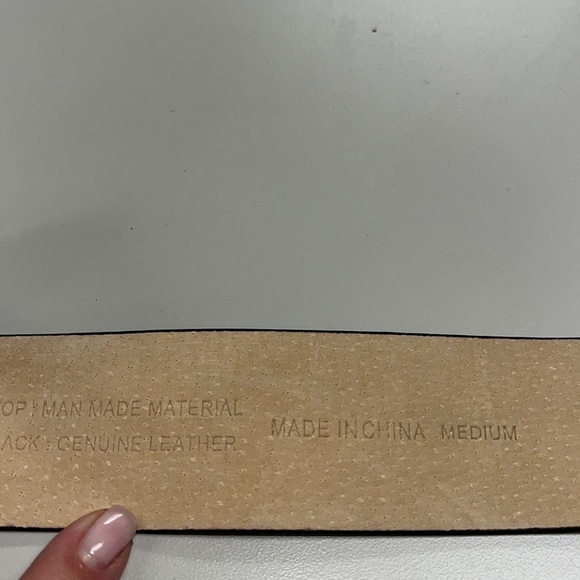 OP: MAN MADE MATERIAL
ACK: GENUINE LEATHER
MADE IN CHINA MEDIUM